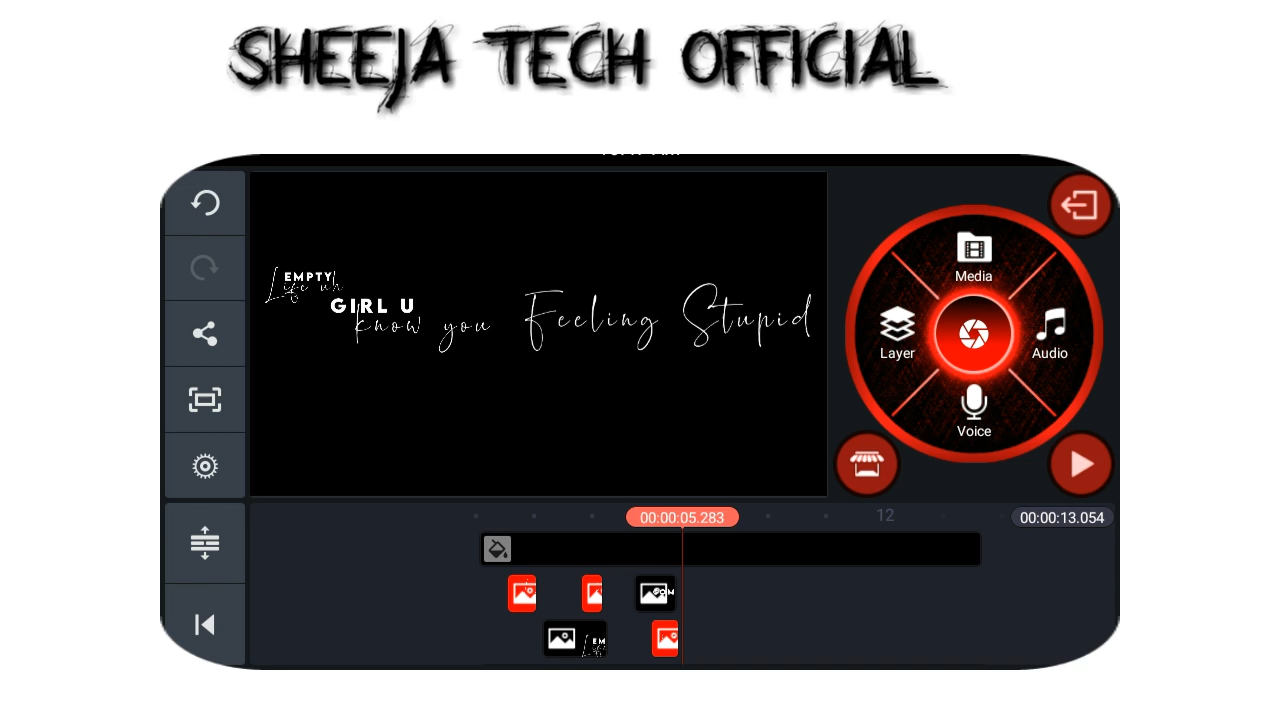 SHEEJA TECH OFFICIAL
EMPTY
Life uh
GIRL U
know you
Feeling Stupid
Media
Layer
Audio
Voice
00:00:05.283
12
00:00:13.054
EM